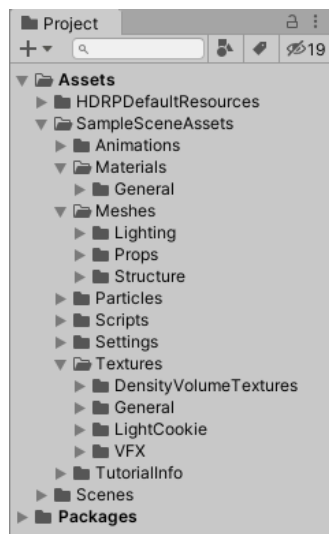 Project
19
Assets
HDRPDefaultResources
SampleSceneAssets
Animations
Materials
General
Meshes
Lighting
Props
Structure
Particles
Scripts
Settings
Textures
DensityVolumeTextures
General
LightCookie
VFX
TutorialInfo
Scenes
Packages